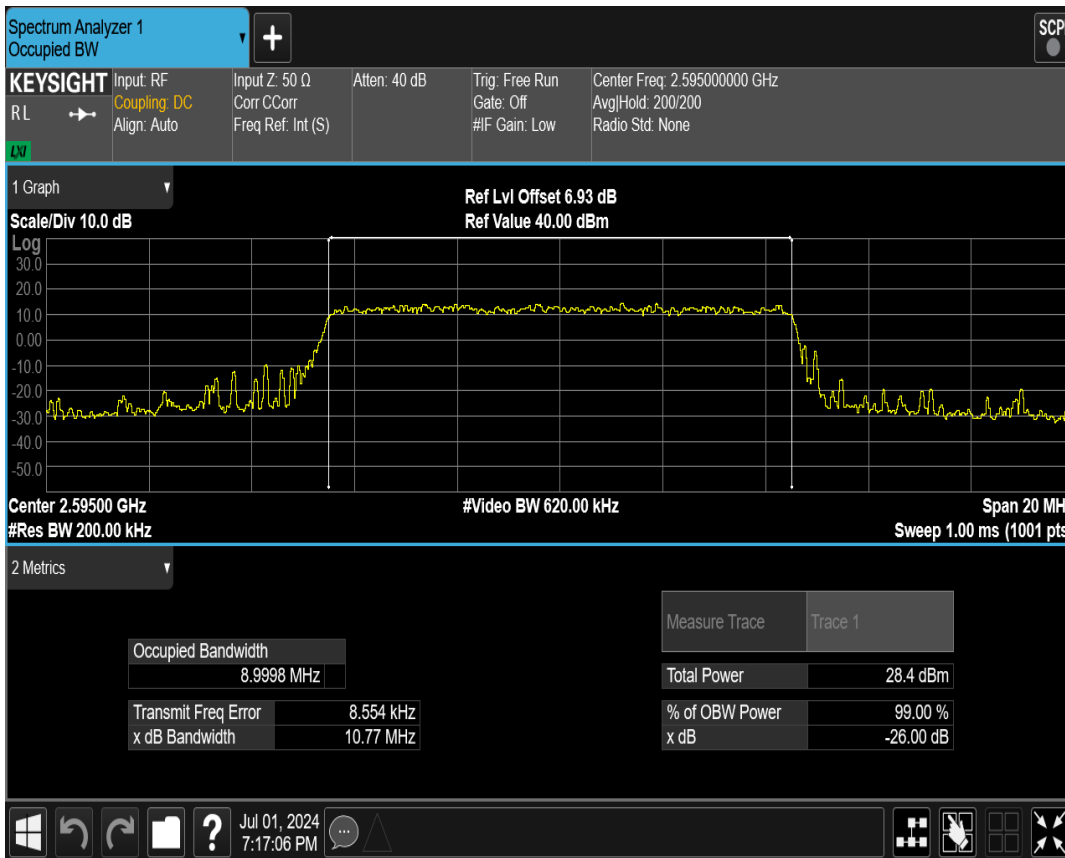 Spectrum Analyzer 1
Occupied BW
+
SCP
KEYSIGHT
RL
LXI
Input: RF
Coupling: DC
Align: Auto
Input Z: 50 Ω
Corr CCorr
Freq Ref: Int (S)
Atten: 40 dB
Trig: Free Run
Gate: Off
#IF Gain: Low
Center Freq: 2.595000000 GHz
Avg|Hold: 200/200
Radio Std: None
1 Graph
Ref Lvl Offset 6.93 dB
Scale/Div 10.0 dB
Ref Value 40.00 dBm
Log
30.0
20.0
10.0
0.00
-10.0
-20.0
-30.0
-40.0
-50.0
Center 2.59500 GHz
#Video BW 620.00 kHz
Span 20 MH
#Res BW 200.00 kHz
Sweep 1.00 ms (1001 pts
2 Metrics
Measure Trace Trace 1
Occupied Bandwidth
8.9998 MHz
Total Power 28.4 dBm
Transmit Freq Error 8.554 kHz
% of OBW Power 99.00 %
x dB Bandwidth 10.77 MHz
x dB -26.00 dB
?
Jul 01, 2024
7:17:06 PM